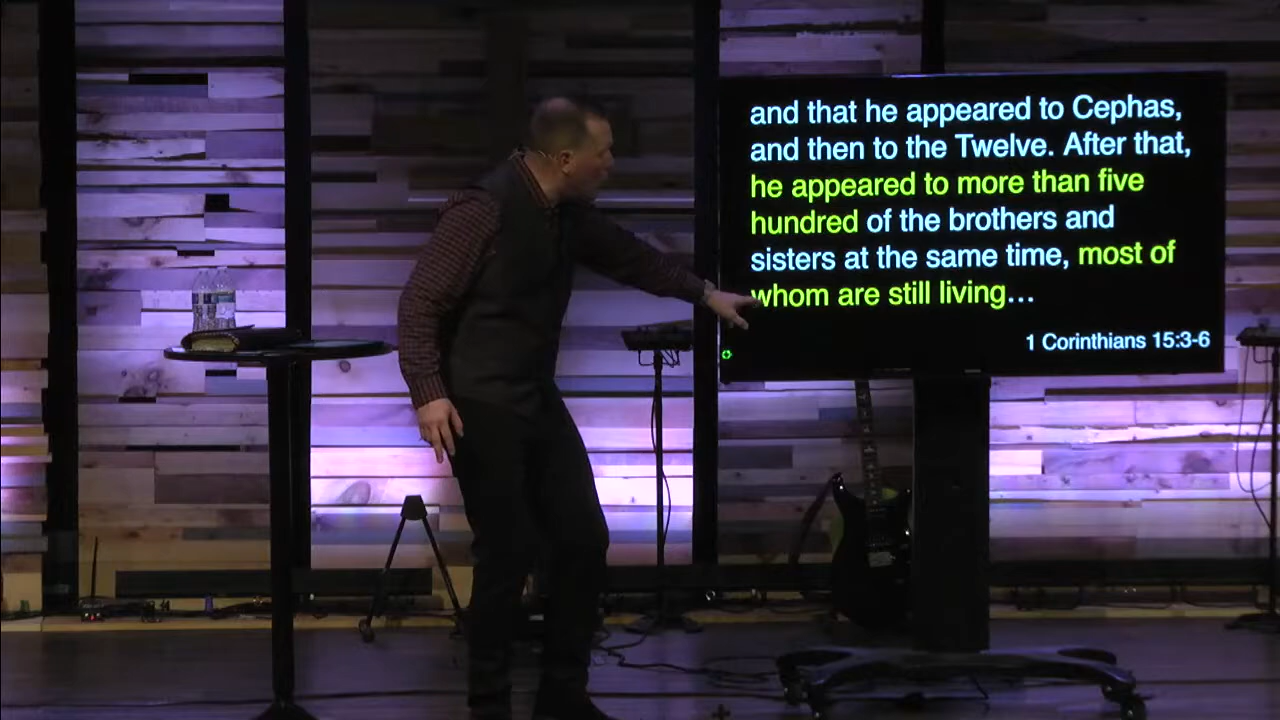 and that he appeared to Cephas,
and then to the Twelve. After that,
he appeared to more than five
hundred of the brothers and
sisters at the same time, most of
whom are still living…
1 Corinthians 15:3-6